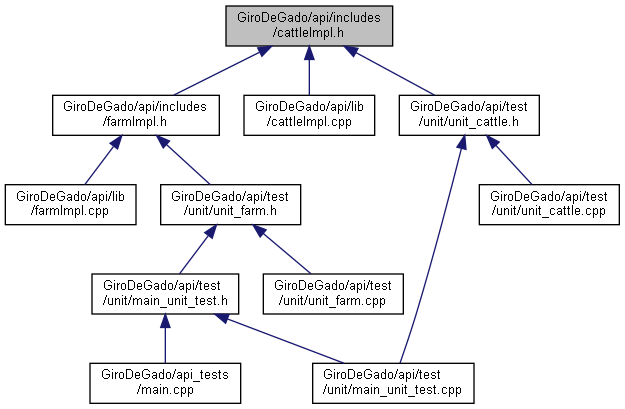 GiroDeGado/api/includes
/cattleImpl.h
GiroDeGado/api/includes
/farmImpl.h
GiroDeGado/api/lib
/cattleImpl.cpp
GiroDeGado/api/test
/unit/unit_cattle.h
GiroDeGado/api/lib
/farmImpl.cpp
GiroDeGado/api/test
/unit/unit_farm.h
GiroDeGado/api/test
/unit/unit_cattle.cpp
GiroDeGado/api/test
/unit/main_unit_test.h
GiroDeGado/api/test
/unit/unit_farm.cpp
GiroDeGado/api_tests
/main.cpp
GiroDeGado/api/test
/unit/main_unit_test.cpp